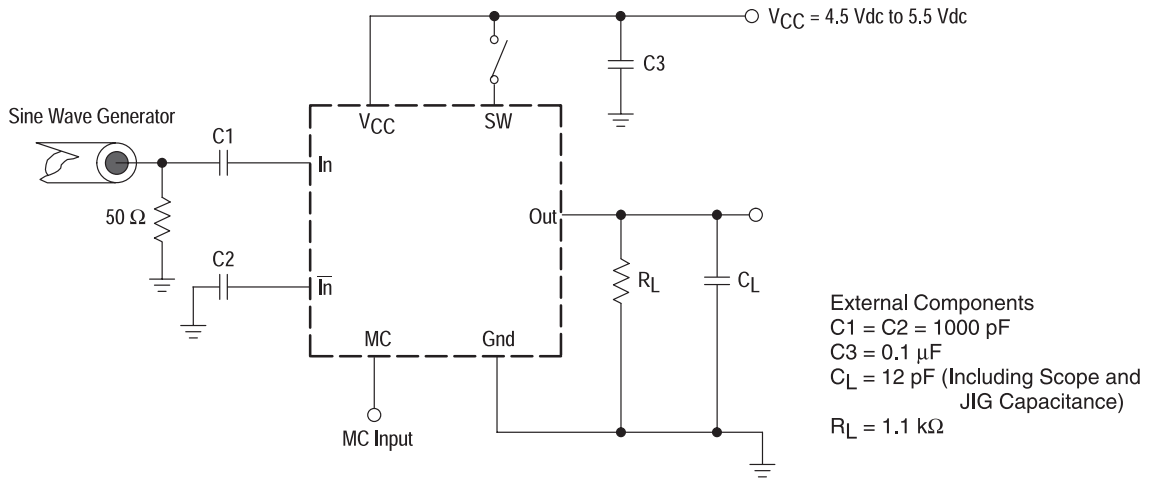 VCC = 4.5 Vdc to 5.5 Vdc
C3
Sine Wave Generator
VCC
SW
C1
In
50 Ω
Out
C2
In
RL
CL
MC
Gnd
MC Input
External Components
C1 = C2 = 1000 pF
C3 = 0.1 μF
CL = 12 pF (Including Scope and
JIG Capacitance)
RL = 1.1 kΩ